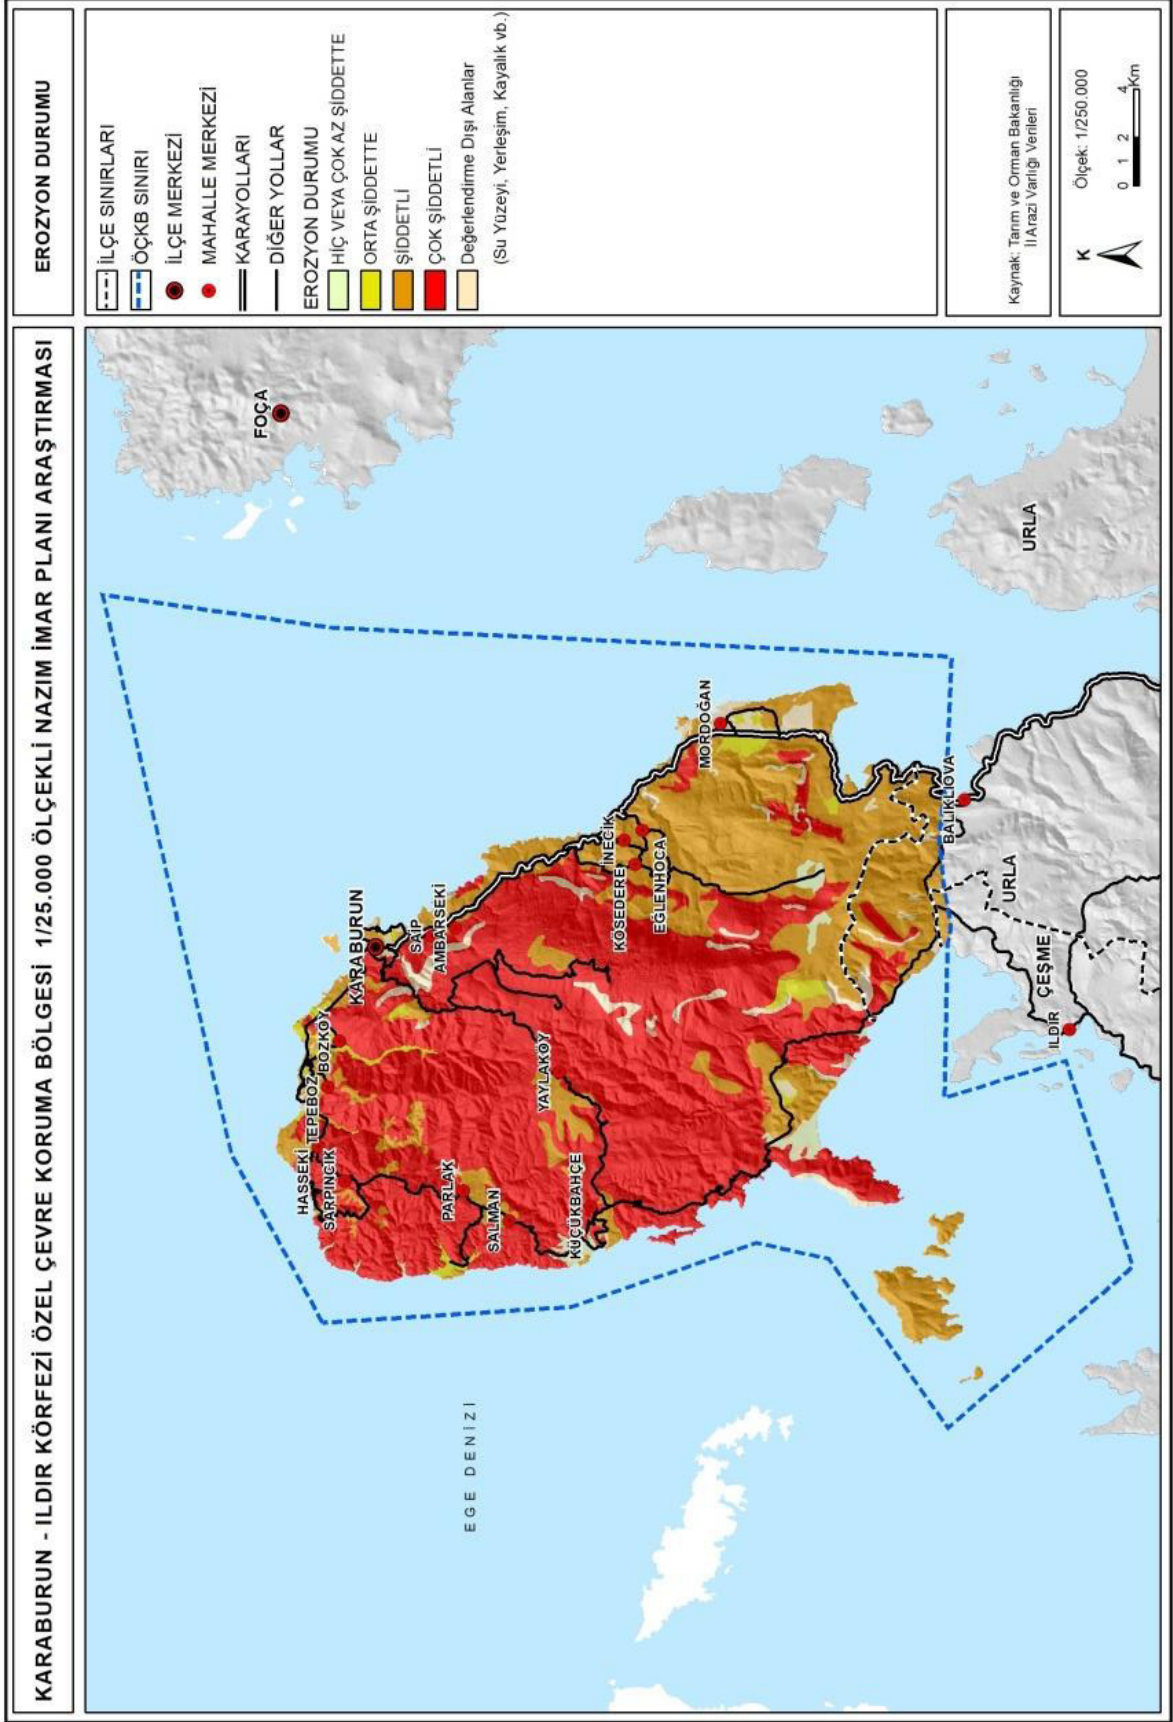 KARABURUN - ILDIR KÖRFEZİ ÖZEL ÇEVRE KORUMA BÖLGESİ 1/25.000 ÖLÇEKLİ NAZIM İMAR PLANI ARAŞTIRMASI
EROZYON DURUMU
İLÇE SINIRLARI
ÖÇKB SINIRI
İLÇE MERKEZİ
MAHALLE MERKEZİ
KARAYOLLARI
DİĞER YOLLAR
EROZYON DURUMU
HİÇ VEYA ÇOK AZ ŞİDDETTE
ORTA ŞİDDETTE
ŞİDDETLİ
ÇOK ŞİDDETLİ
Değerlendirme Dışı Alanlar
(Su Yüzeyi, Yerleşim, Kayalık vb.)
Kaynak: Tarım ve Orman Bakanlığı
İl Arazi Varlığı Verileri
K
Ölçek: 1/250.000
0 1 2 4
Km
FOÇA
KARABURUN
SAİP
AMBARSEKİ
HASSEKİ
TEPEBOZ
BOZKÖY
SARPINCIK
PARLAK
SALMAN
YAYLAKÖY
KÜÇÜKBAHÇE
KÖSEDERE
İNECİK
EĞLENHOCA
MORDOĞAN
EGE DENİZİ
BALIKLIOVA
URLA
URLA
ÇEŞME
ILDIR